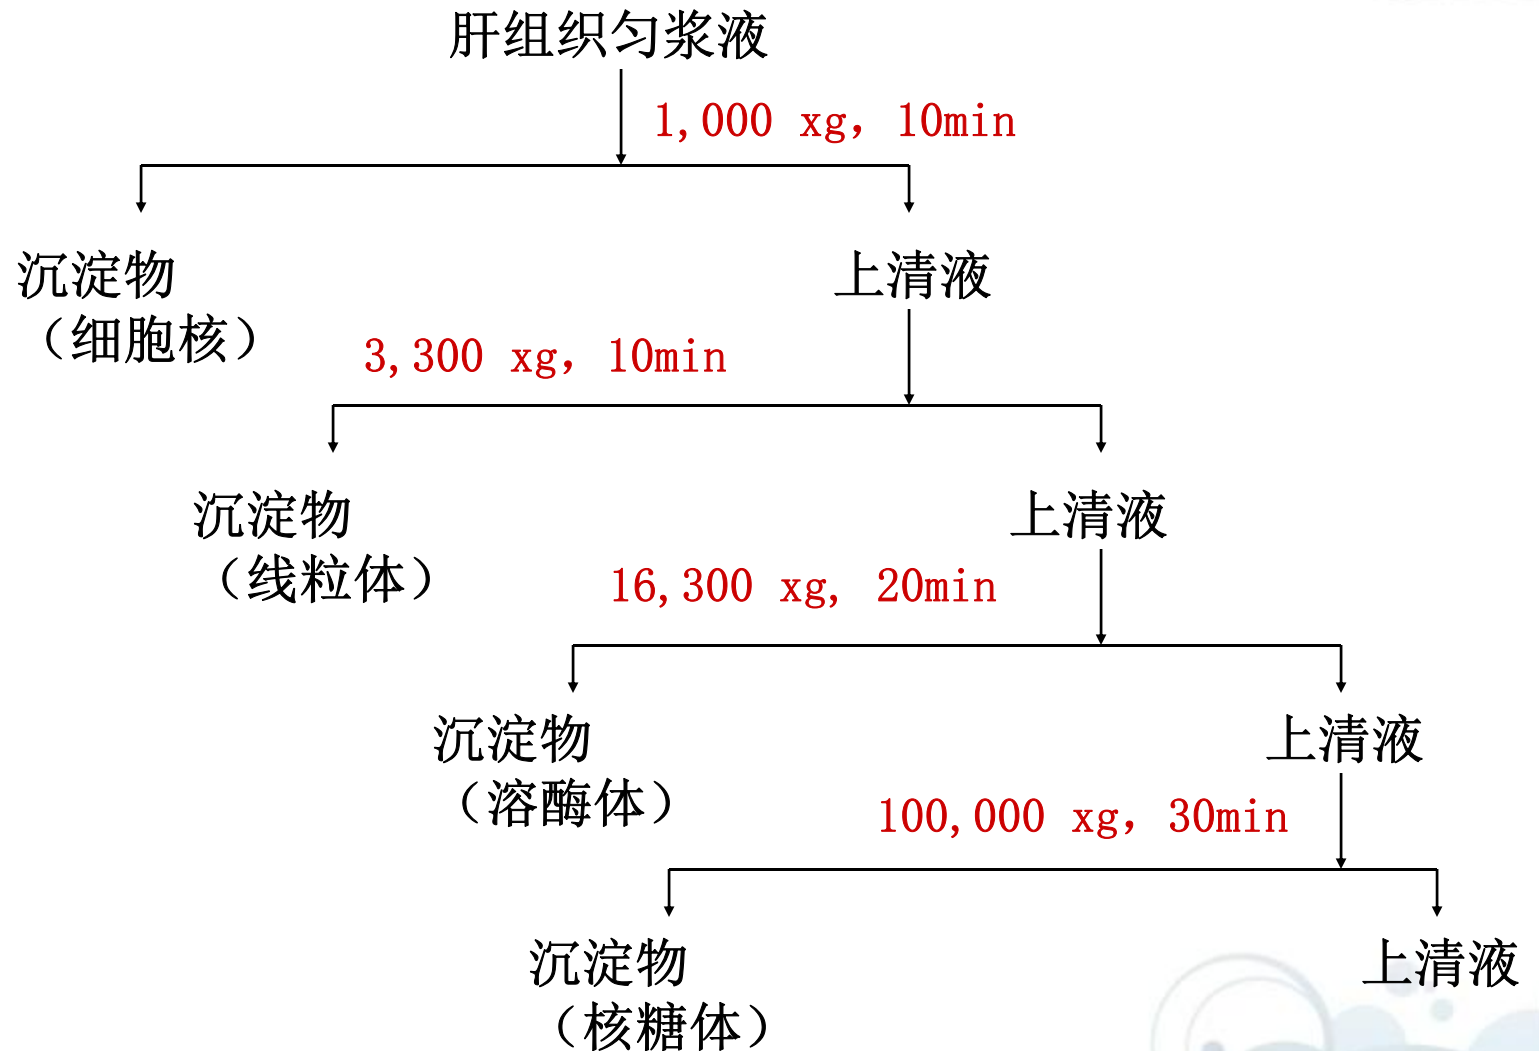 肝组织匀浆液
1,000 xg，10min
沉淀物
（细胞核）
上清液
3,300 xg，10min
沉淀物
（线粒体）
上清液
16,300 xg, 20min
沉淀物
（溶酶体）
上清液
100,000 xg，30min
沉淀物
（核糖体）
上清液